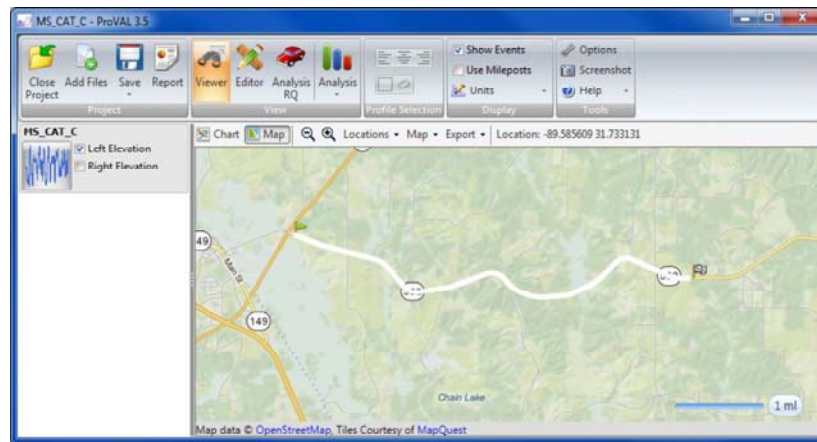 MS_CAT_C - ProVAL 3.5
Close Project
Add Files
Save
Report
Project
Viewer
Editor
Analysis RQ
Analysis
View
Profile Selection
Show Events
Use Mileposts
Units
Display
Options
Screenshot
Help
Tools
MS_CAT_C
Left Elevation
Right Elevation
Chart Map Locations Map Export Location: -89.585609 31.733131
49
Main St
149
Chain Lake
1 ml
Map data © OpenStreetMap, Tiles Courtesy of MapQuest